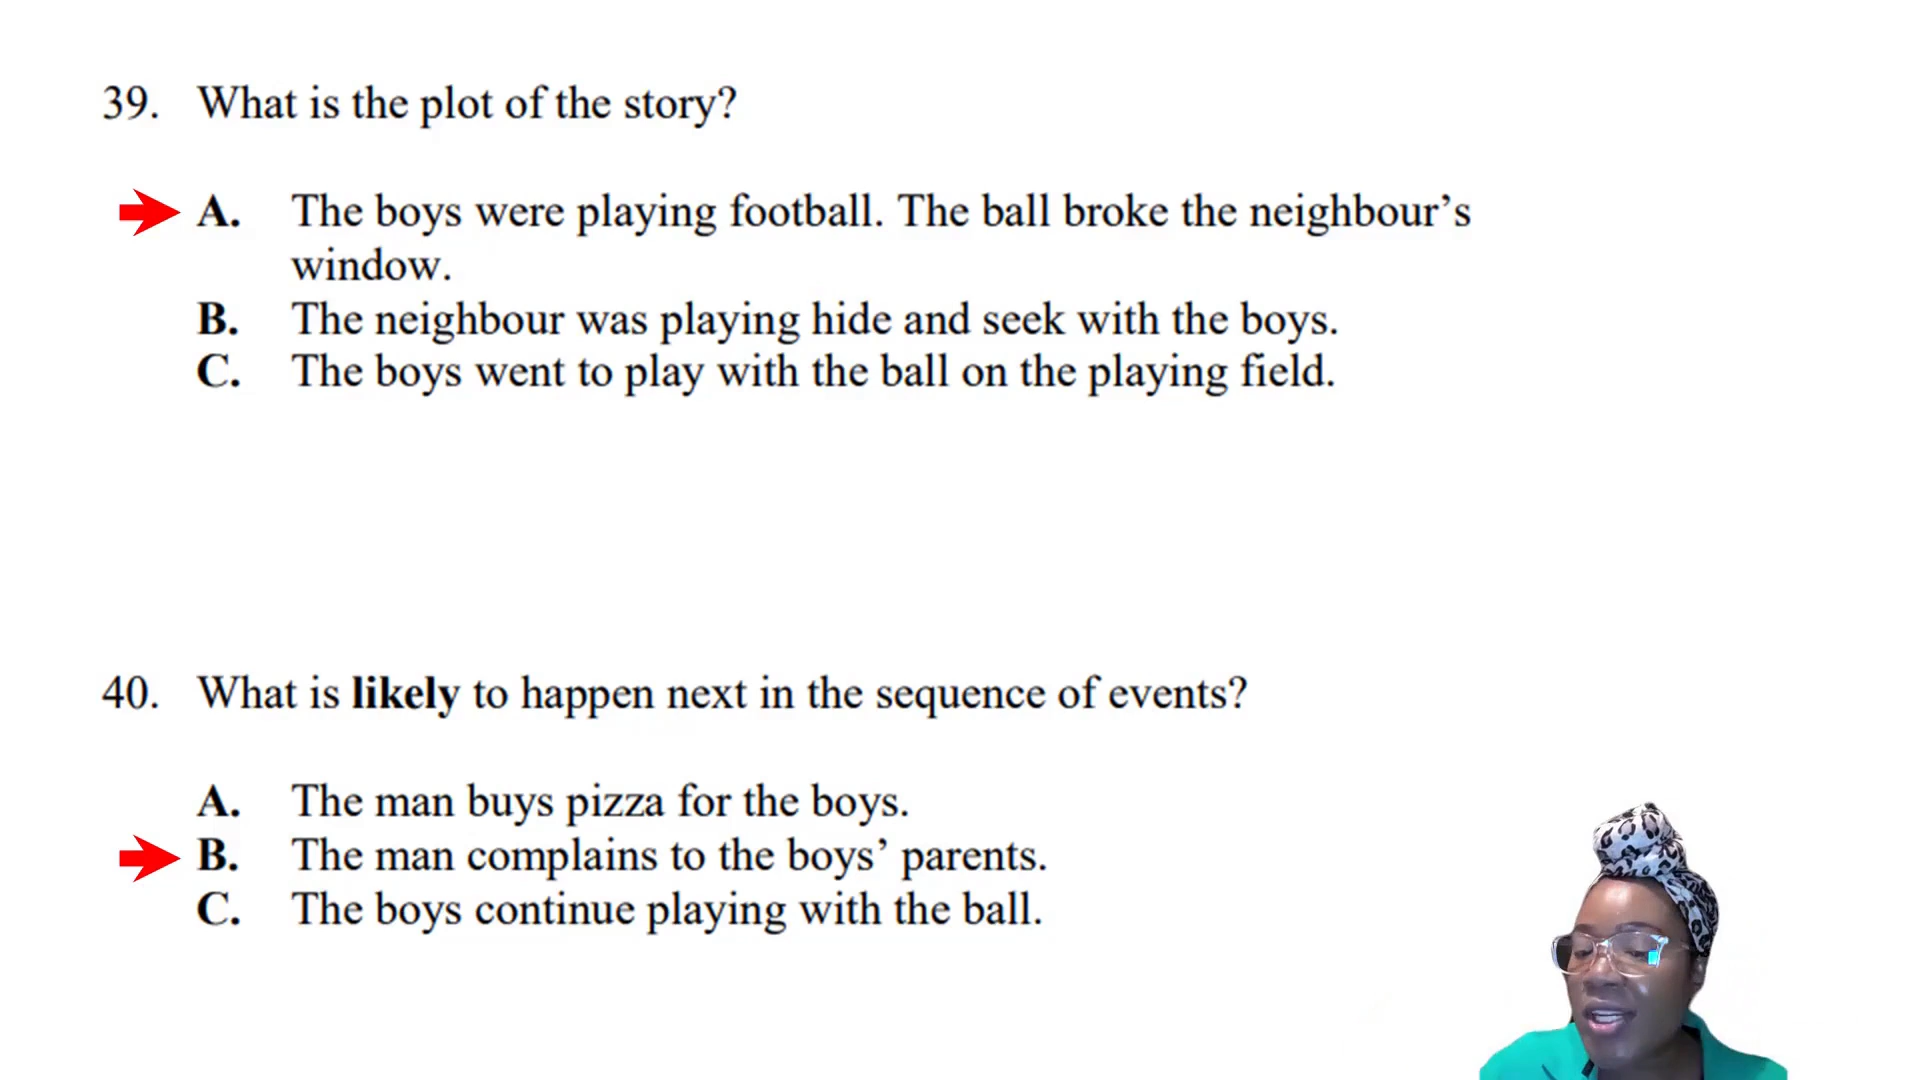 39. What is the plot of the story?
A. The boys were playing football. The ball broke the neighbour’s
window.
B. The neighbour was playing hide and seek with the boys.
C. The boys went to play with the ball on the playing field.
40. What is likely to happen next in the sequence of events?
A. The man buys pizza for the boys.
B. The man complains to the boys’ parents.
C. The boys continue playing with the ball.